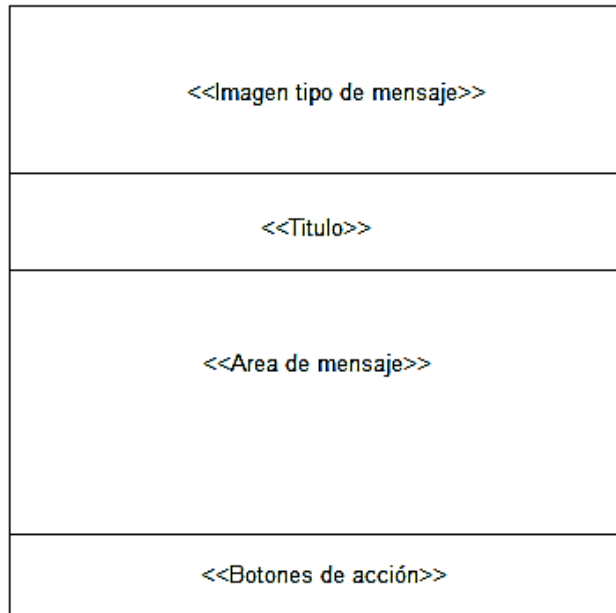 <<Imagen tipo de mensaje>>
<<Titulo>>
<<Area de mensaje>>
<<Botones de acción>>